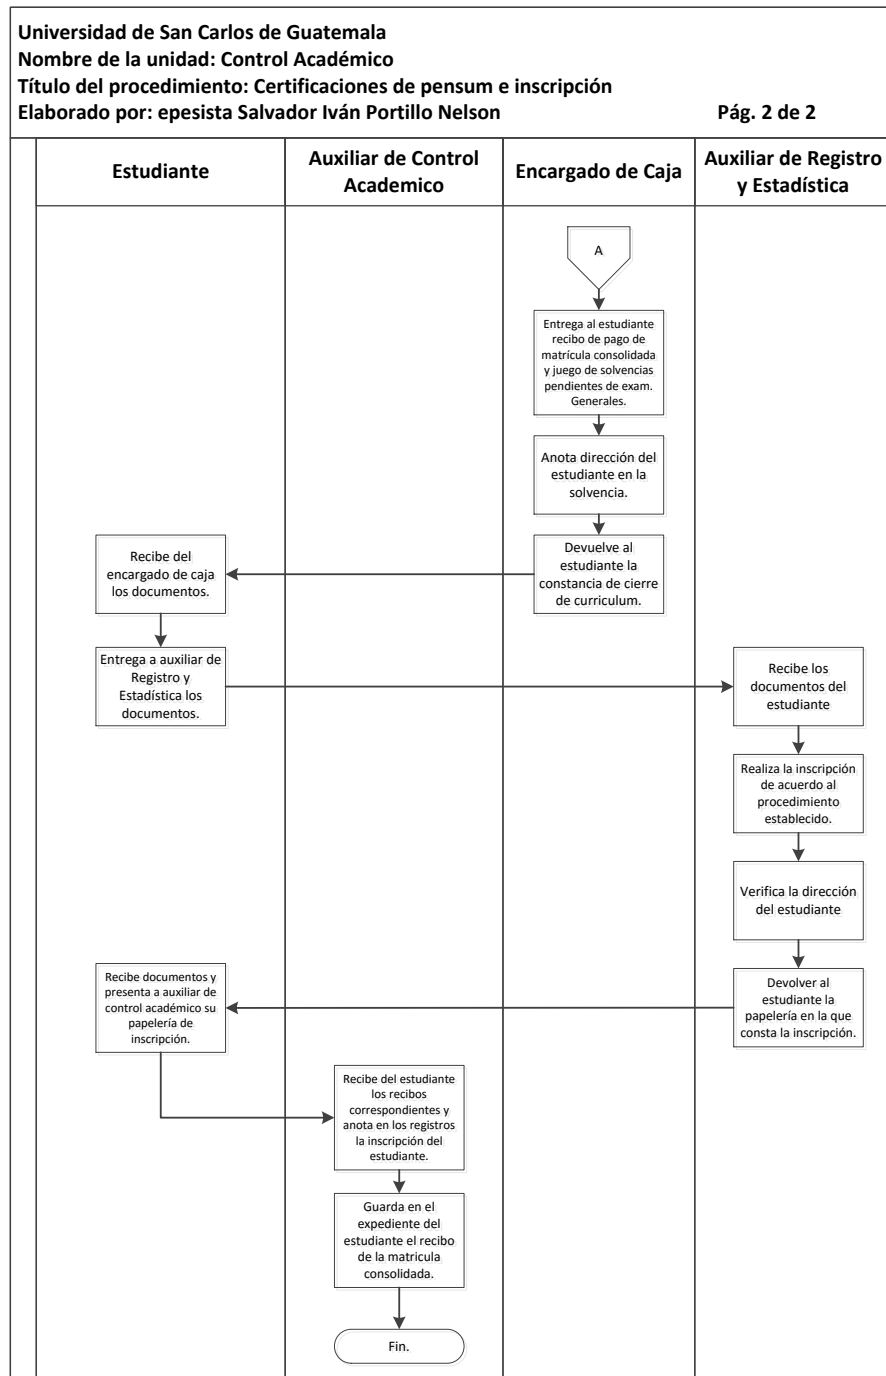 Universidad de San Carlos de Guatemala
Nombre de la unidad: Control Académico
Título del procedimiento: Certificaciones de pensum e inscripción
Elaborado por: epesista Salvador Iván Portillo Nelson Pág. 2 de 2
Estudiante
Auxiliar de Control
Academico
Encargado de Caja
Auxiliar de Registro
y Estadística
A
Entrega al estudiante
recibo de pago de
matrícula consolidada
y juego de solvencias
pendientes de exam.
Generales.
Anota dirección del
estudiante en la
solvencia.
Devuelve al
estudiante la
constancia de cierre
de curriculum.
Recibe del
encargado de caja
los documentos.
Entrega a auxiliar de
Registro y
Estadística los
documentos.
Recibe los
documentos del
estudiante
Realiza la inscripción
de acuerdo al
procedimiento
establecido.
Verifica la dirección
del estudiante
Devolver al
estudiante la
papelería en la que
consta la inscripción.
Recibe documentos y
presenta a auxiliar de
control académico su
papelería de
inscripción.
Recibe del estudiante
los recibos
correspondientes y
anota en los registros
la inscripción del
estudiante.
Guarda en el
expediente del
estudiante el recibo
de la matricula
consolidada.
Fin.